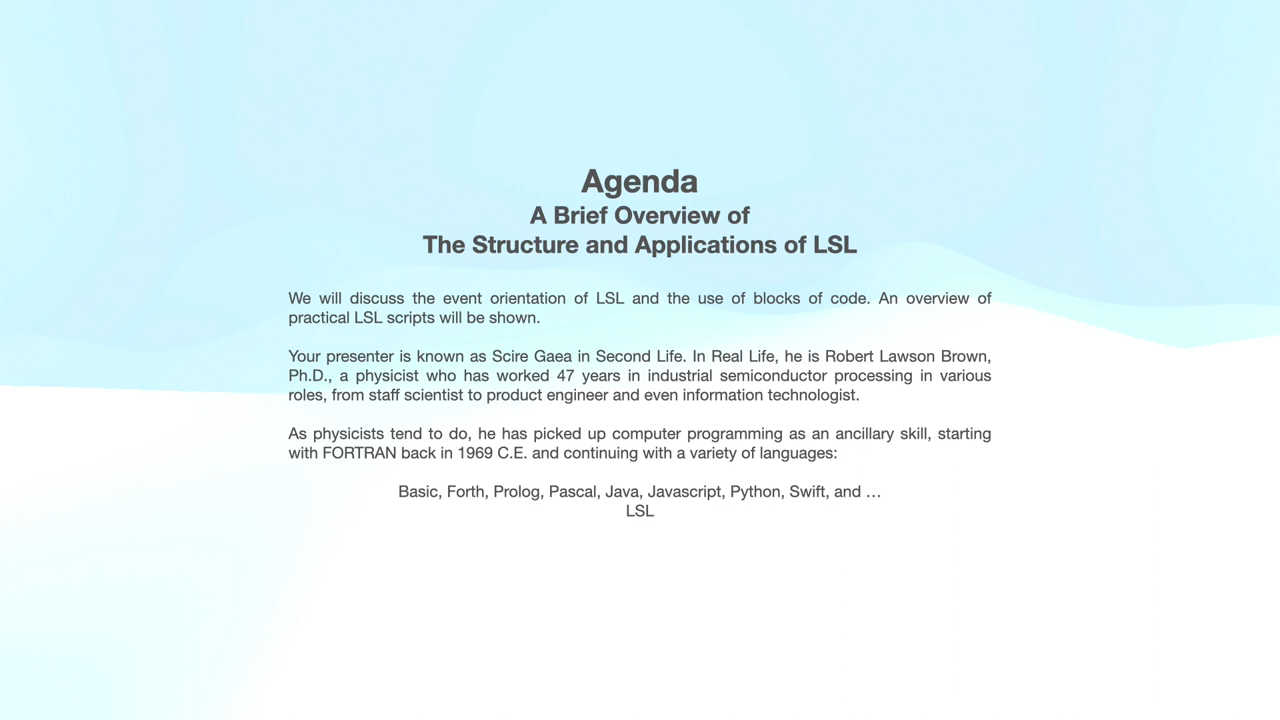 Agenda
A Brief Overview of
The Structure and Applications of LSL
We will discuss the event orientation of LSL and the use of blocks of code. An overview of
practical LSL scripts will be shown.
Your presenter is known as Scire Gaea in Second Life. In Real Life, he is Robert Lawson Brown,
Ph.D., a physicist who has worked 47 years in industrial semiconductor processing in various
roles, from staff scientist to product engineer and even information technologist.
As physicists tend to do, he has picked up computer programming as an ancillary skill, starting
with FORTRAN back in 1969 C.E. and continuing with a variety of languages:
Basic, Forth, Prolog, Pascal, Java, Javascript, Python, Swift, and …
LSL